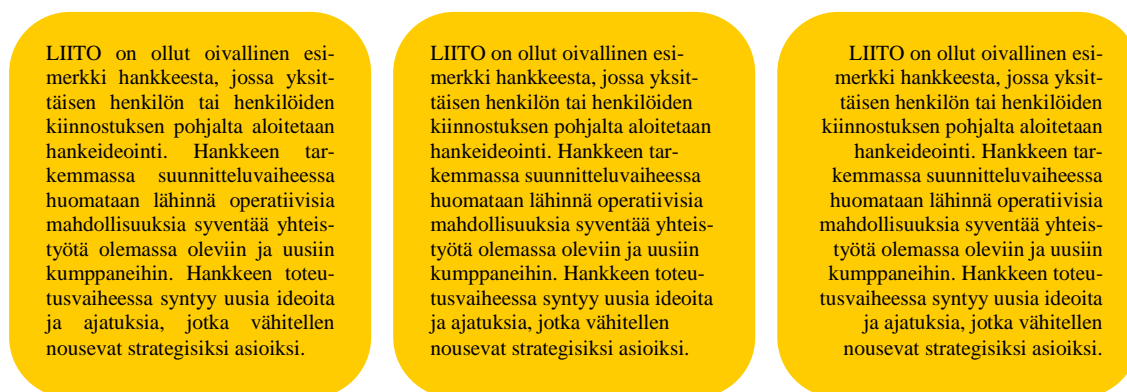 LIITO on ollut oivallinen esi-
merkki hankkeesta, jossa yksit-
täisen henkilön tai henkilöiden
kiinnostuksen pohjalta aloitetaan
hankeideointi. Hankkeen tar-
kemmassa suunnitteluvaiheessa
huomataan lähinnä operatiivisia
mahdollisuuksia syventää yhteis-
työtä olemassa oleviin ja uusiin
kumppaneihin. Hankkeen toteu-
tusvaiheessa syntyy uusia ideoita
ja ajatuksia, jotka vähitellen
nousevat strategisiksi asioiksi.
LIITO on ollut oivallinen esi-
merkki hankkeesta, jossa yksit-
täisen henkilön tai henkilöiden
kiinnostuksen pohjalta aloitetaan
hankeideointi. Hankkeen tar-
kemmassa suunnitteluvaiheessa
huomataan lähinnä operatiivisia
mahdollisuuksia syventää yhteis-
työtä olemassa oleviin ja uusiin
kumppaneihin. Hankkeen toteu-
tusvaiheessa syntyy uusia ideoita
ja ajatuksia, jotka vähitellen
nousevat strategisiksi asioiksi.
LIITO on ollut oivallinen esi-
merkki hankkeesta, jossa yksit-
täisen henkilön tai henkilöiden
kiinnostuksen pohjalta aloitetaan
hankeideointi. Hankkeen tar-
kemmassa suunnitteluvaiheessa
huomataan lähinnä operatiivisia
mahdollisuuksia syventää yhteis-
työtä olemassa oleviin ja uusiin
kumppaneihin. Hankkeen toteu-
tusvaiheessa syntyy uusia ideoita
ja ajatuksia, jotka vähitellen
nousevat strategisiksi asioiksi.